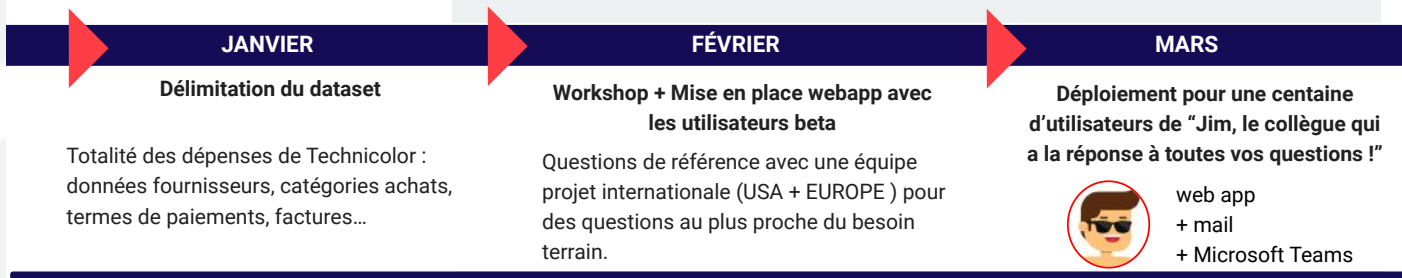 JANVIER
Délimitation du dataset
Totalité des dépenses de Technicolor :
données fournisseurs, catégories achats,
termes de paiements, factures…
FÉVRIER
Workshop + Mise en place webapp avec
les utilisateurs beta
Questions de référence avec une équipe
projet internationale (USA + EUROPE ) pour
des questions au plus proche du besoin
terrain.
MARS
Déploiement pour une centaine
d’utilisateurs de “Jim, le collègue qui
a la réponse à toutes vos questions !”
web app
+ mail
+ Microsoft Teams